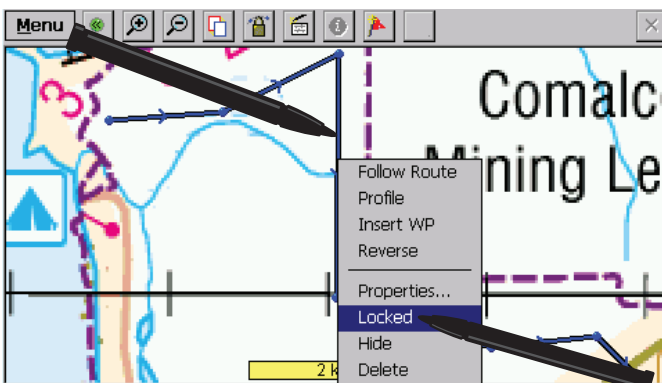 Menu
3
Comalc
Mining Le
Follow Route
Profile
Insert WP
Reverse
Properties...
Locked
Hide
Delete
2 k